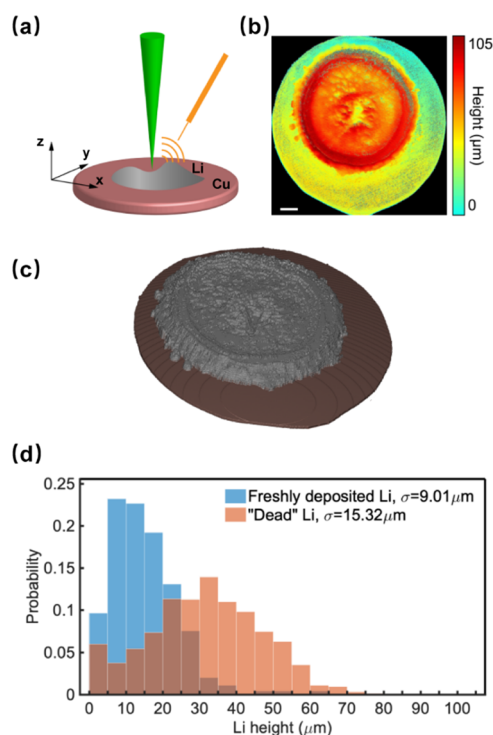 (a)
z
y
x
Li
Cu
(b)
105
Height (μm)
0
(c)
(d)
0.25
0.2
0.15
0.1
0.05
0
Probability
Freshly deposited Li, σ=9.01μm
"Dead" Li, σ=15.32μm
0 10 20 30 40 50 60 70 80 90 100
Li height (μm)